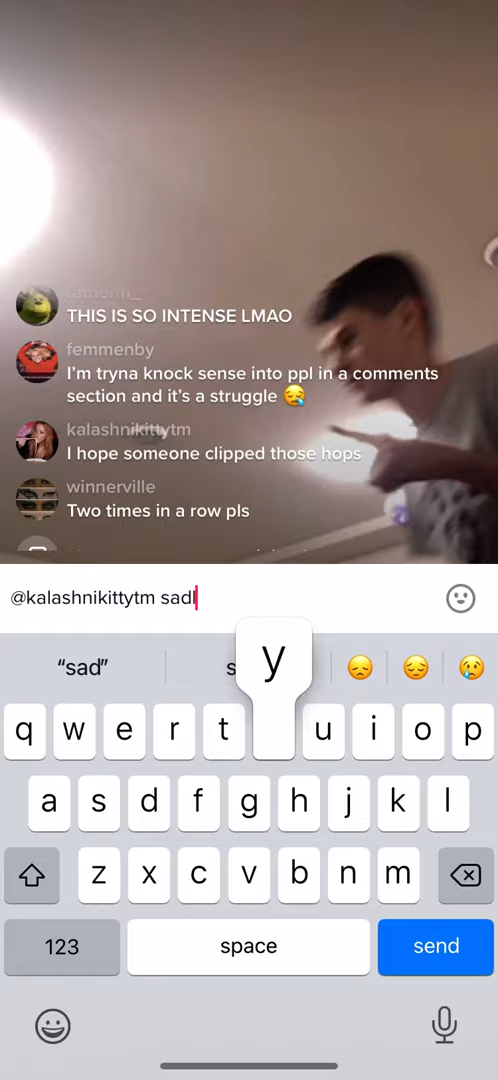 THIS IS SO INTENSE LMAO
femmenby
I'm tryna knock sense into ppl in a comments
section and it's a struggle 😪
kalashnikittytm
I hope someone clipped those hops
winnerville
Two times in a row pls
@kalashnikittytm sadl
"sad" s y 😞 😔 😢
q w e r t u i o p
a s d f g h j k l
z x c v b n m
123 space send